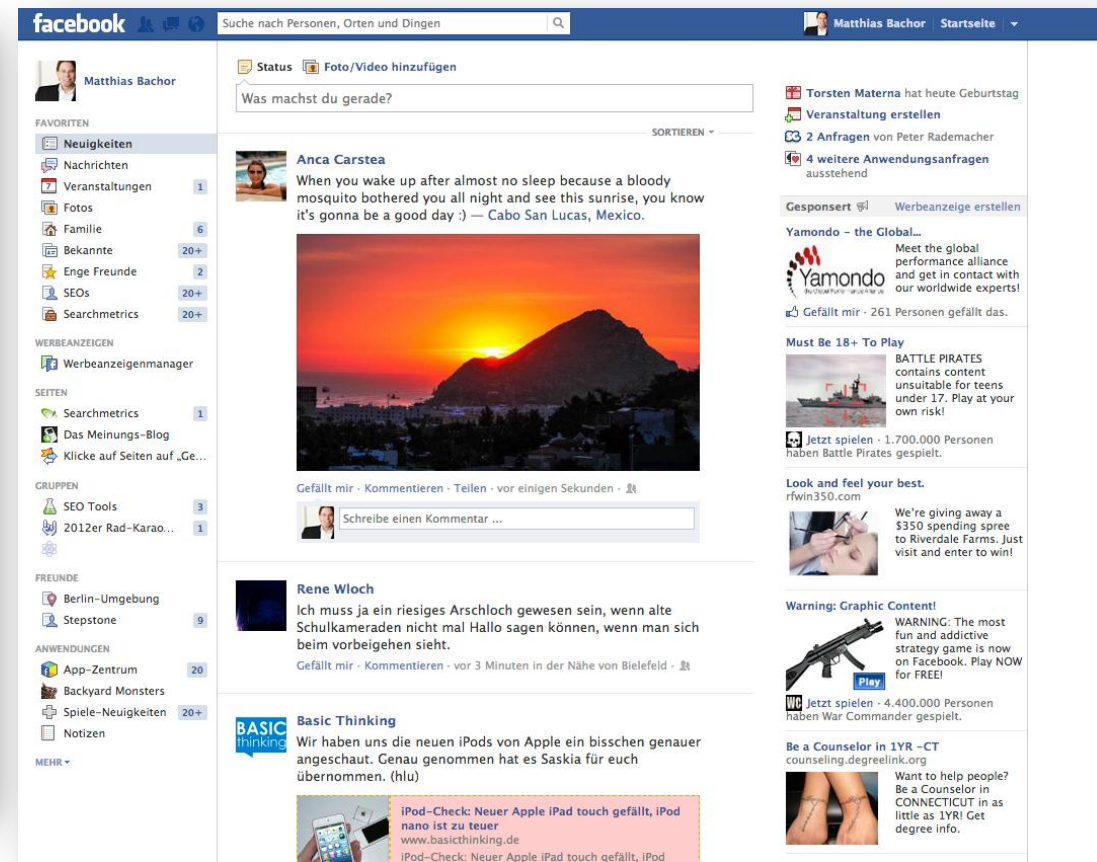 facebook
Suche nach Personen, Orten und Dingen
Matthias Bachor
Startseite
Matthias Bachor
FAVORITEN
Neuigkeiten
Nachrichten
7 Veranstaltungen 1
Fotos
Familie 6
Bekannte 20+
Enge Freunde 2
SEOs 20+
Searchmetrics 20+
WERBEANZEIGEN
Werbeanzeigenmanager
SEITEN
Searchmetrics 1
Das Meinungs-Blog
Klicke auf Seiten auf „Ge...
GRUPPEN
SEO Tools 3
2012er Rad-Karao... 1
FREUNDE
Berlin-Umgebung
Stepstone 9
ANWENDUNGEN
App-Zentrum 20
Backyard Monsters
Spiele-Neuigkeiten 20+
Notizen
MEHR
Status Foto/Video hinzufügen
Was machst du gerade?
SORTIEREN
Anca Carstea
When you wake up after almost no sleep because a bloody
mosquito bothered you all night and see this sunrise, you know
it's gonna be a good day :) — Cabo San Lucas, Mexico.
Gefällt mir · Kommentieren · Teilen · vor einigen Sekunden ·
Schreibe einen Kommentar ...
Rene Wloch
Ich muss ja ein riesiges Arschloch gewesen sein, wenn alte
Schulkameraden nicht mal Hallo sagen können, wenn man sich
beim vorbeigehen sieht.
Gefällt mir · Kommentieren · vor 3 Minuten in der Nähe von Bielefeld ·
BASIC
thinking
Basic Thinking
Wir haben uns die neuen iPods von Apple ein bisschen genauer
angeschaut. Genau genommen hat es Saskia für euch
übernommen. (hlu)
iPod-Check: Neuer Apple iPad touch gefällt, iPod
nano ist zu teuer
www.basicthinking.de
iPod-Check: Neuer Apple iPad touch gefällt, iPod
Torsten Materna hat heute Geburtstag
Veranstaltung erstellen
2 Anfragen von Peter Rademacher
4 weitere Anwendungsanfragen
ausstehend
Gesponsert Werbeanzeige erstellen
Yamondo – the Global...
Yamondo
the Global Performance Alliance
Meet the global
performance alliance
and get in contact with
our worldwide experts!
Gefällt mir · 261 Personen gefällt das.
Must Be 18+ To Play
BATTLE PIRATES
contains content
unsuitable for teens
under 17. Play at your
own risk!
Jetzt spielen · 1.700.000 Personen
haben Battle Pirates gespielt.
Look and feel your best.
rfwin350.com
We're giving away a
$350 spending spree
to Riverdale Farms. Just
visit and enter to win!
Warning: Graphic Content!
Play
WARNING: The most
fun and addictive
strategy game is now
on Facebook. Play NOW
for FREE!
WC Jetzt spielen · 4.400.000 Personen
haben War Commander gespielt.
Be a Counselor in 1YR -CT
counseling.degreelink.org
Want to help people?
Be a Counselor in
CONNECTICUT in as
little as 1YR! Get
degree info.